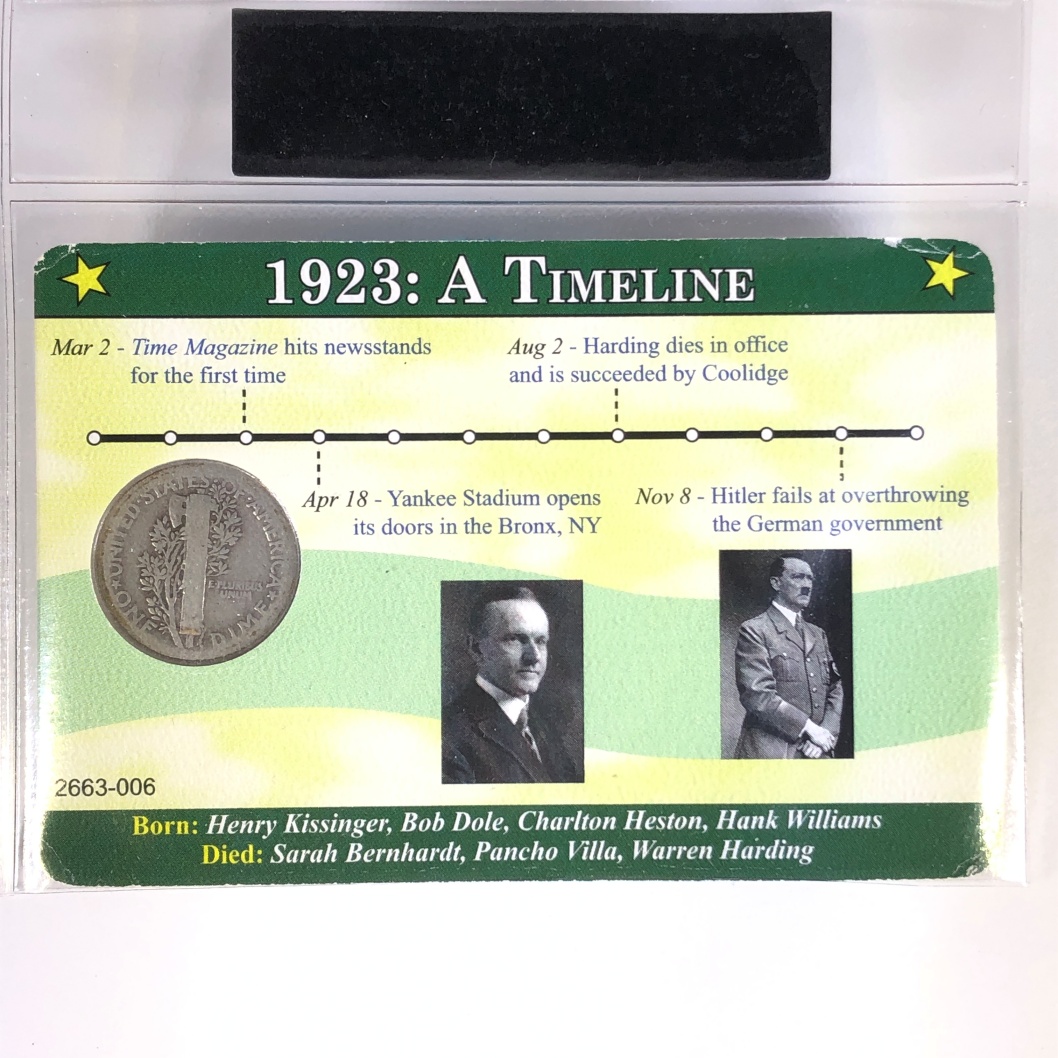 1923: A TIMELINE
Mar 2 - Time Magazine hits newsstands
for the first time
Aug 2 - Harding dies in office
and is succeeded by Coolidge
Apr 18 - Yankee Stadium opens
its doors in the Bronx, NY
Nov 8 - Hitler fails at overthrowing
the German government
UNITED·STATES·OF·AMERICA
E·PLURIBUS
UNUM
ONE DIME
2663-006
Born: Henry Kissinger, Bob Dole, Charlton Heston, Hank Williams
Died: Sarah Bernhardt, Pancho Villa, Warren Harding